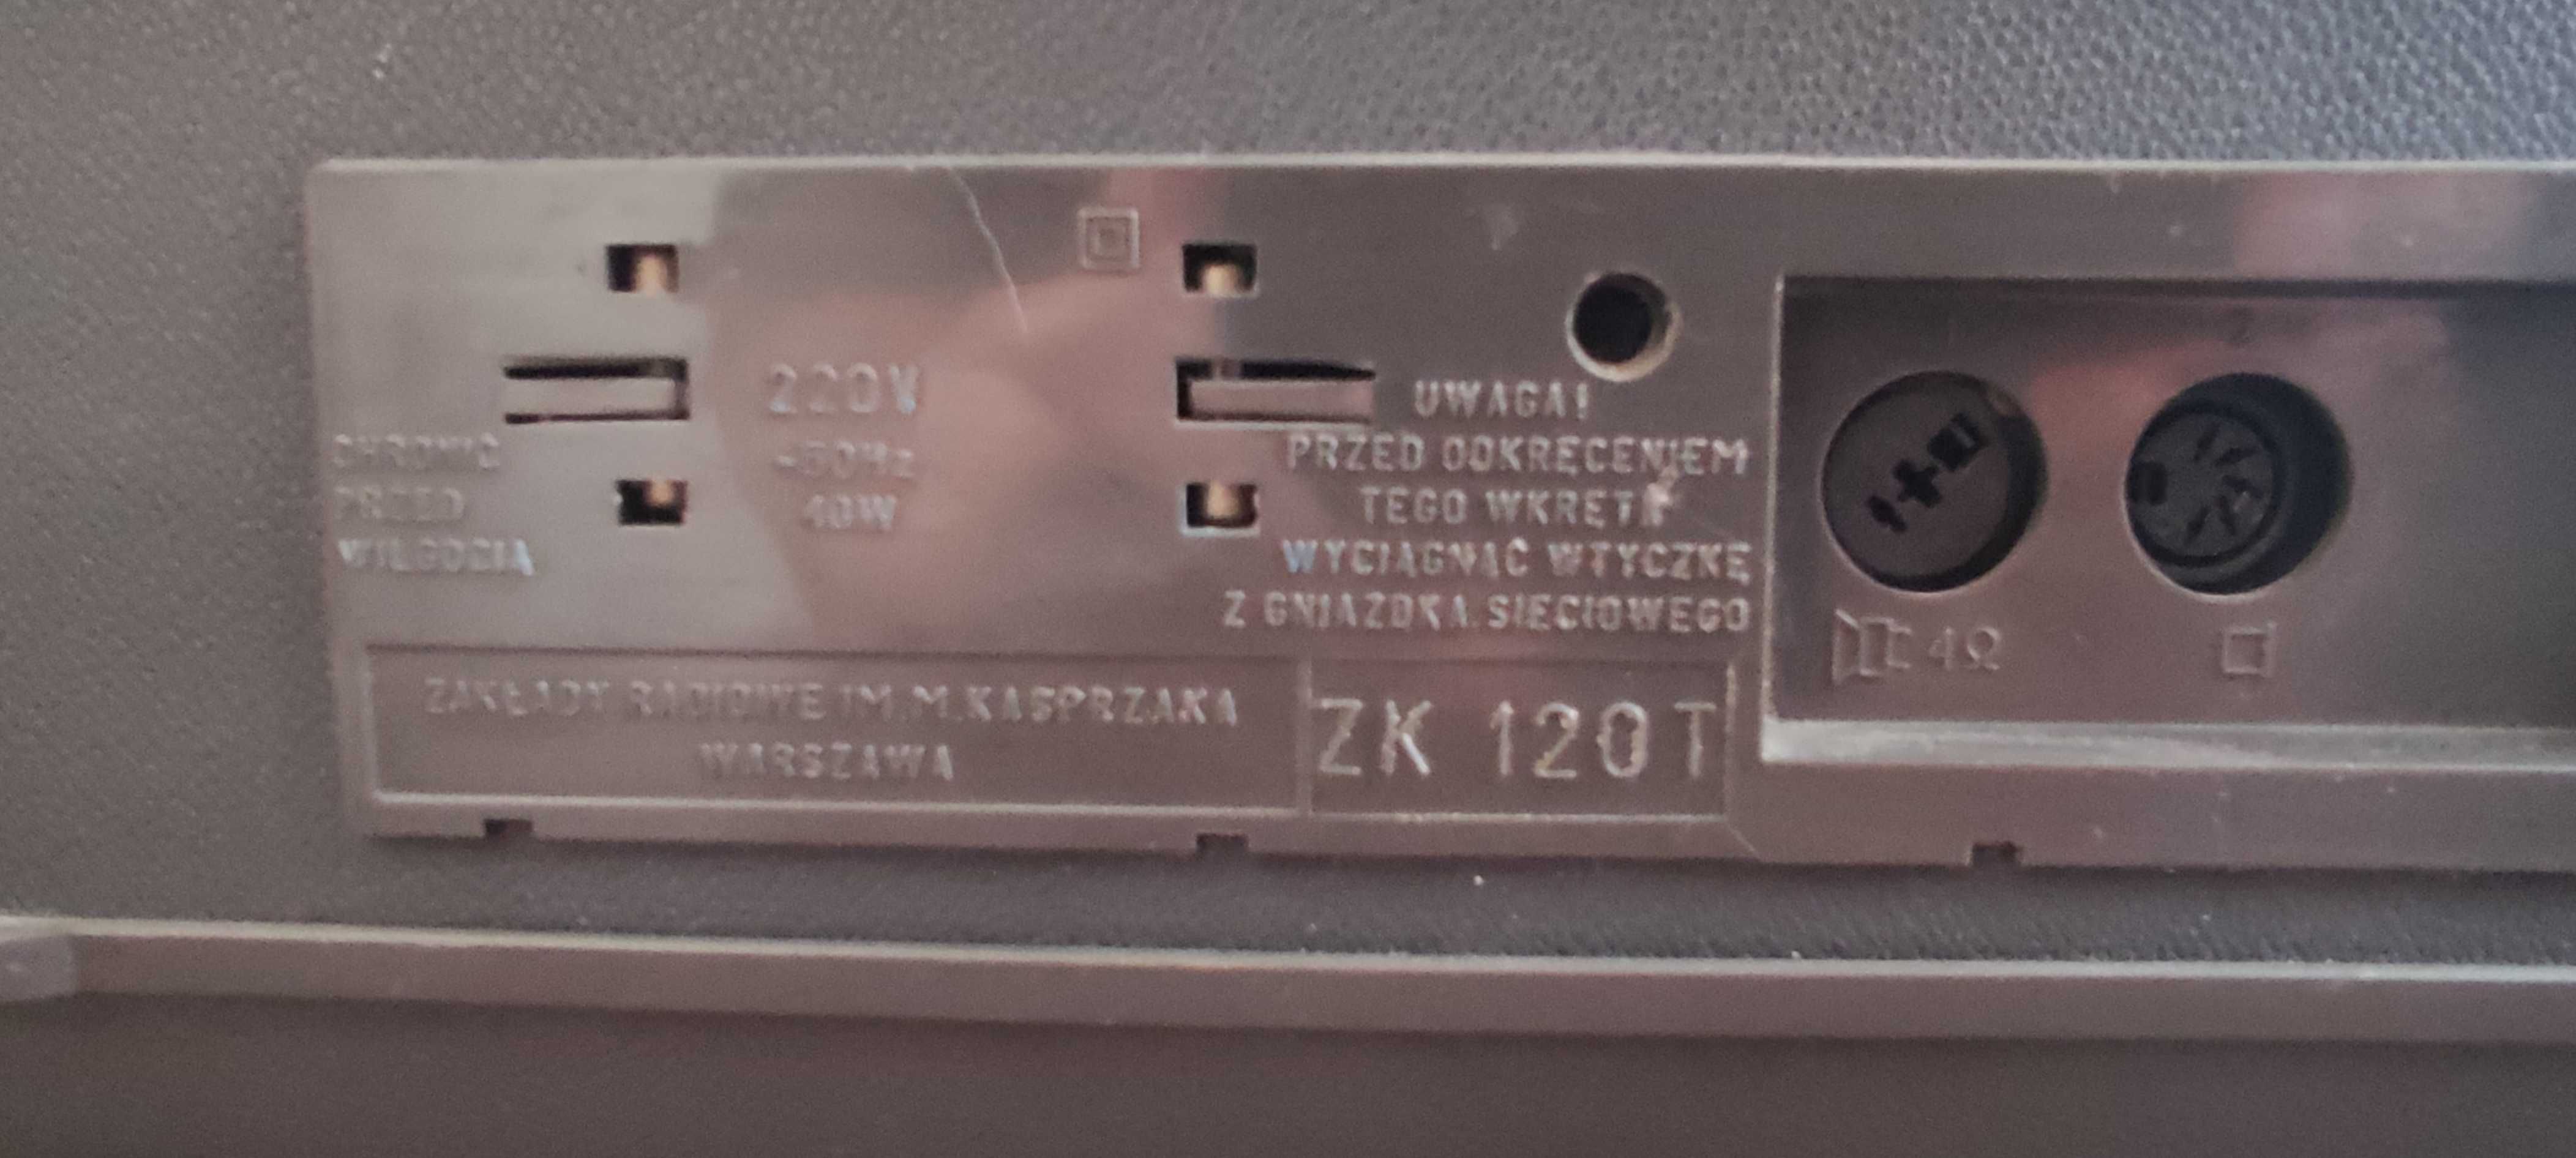 220V
~50Hz
40W
CHRONIĆ
PRZED
WILGOCIĄ
UWAGA!
PRZED ODKRĘCENIEM
TEGO WKRĘTA
WYCIĄGNĄĆ WTYCZKĘ
Z GNIAZDKA SIECIOWEGO
ZAKŁADY RADIOWE IM. M. KASPRZAKA
WARSZAWA
ZK 120T
4Ω